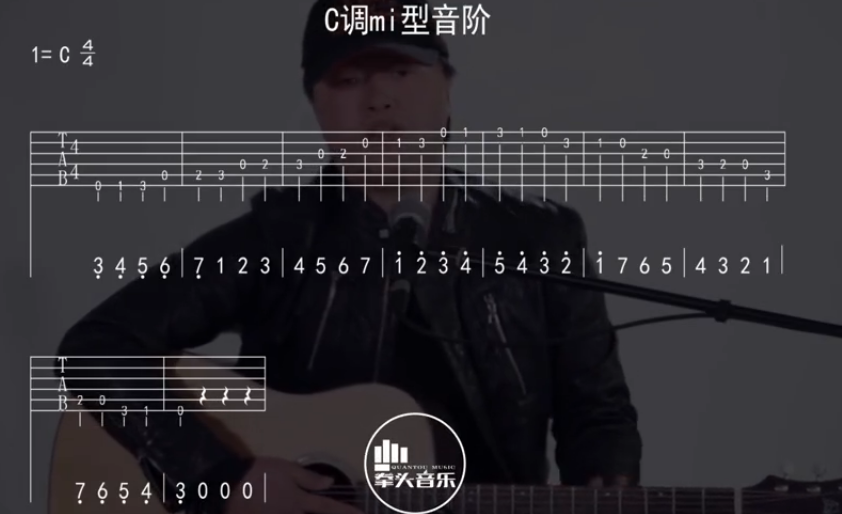 C调mi型音阶
1= C 4/4
T A B 4 4
0 1 3 0 2 3 0 2 3 0 2 0 1 3 0 1 3 1 0 3 1 0 2 0 3 2 0 3
3̣ 4̣ 5̣ 6̣ | 7̣ 1 2 3 | 4 5 6 7 | 1̇ 2̇ 3̇ 4̇ | 5̇ 4̇ 3̇ 2̇ | 1̇ 7 6 5 | 4 3 2 1 |
T A B
2 0 3 1 0
7̣ 6̣ 5̣ 4̣ | 3̣ 0 0 0 |
QUANTOU MUSIC
拳头音乐